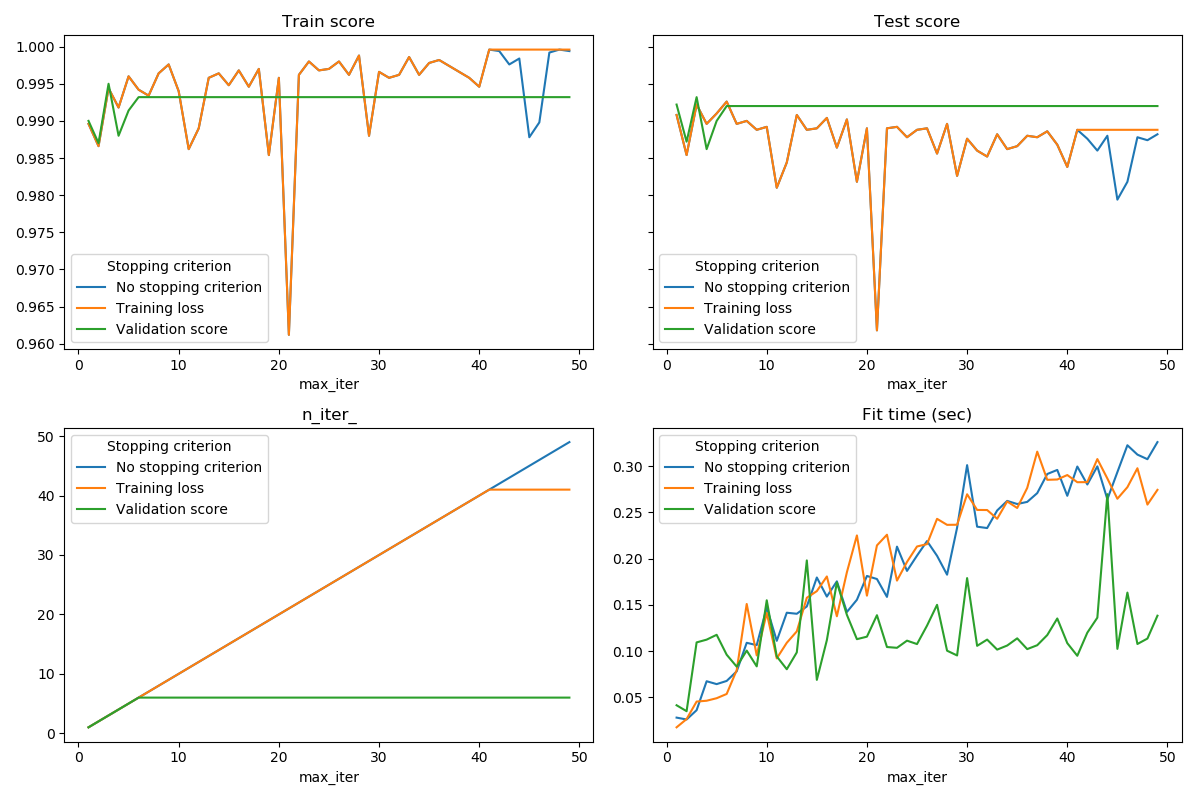 Train score
1.000
0.995
0.990
0.985
0.980
0.975
0.970
0.965
0.960
Stopping criterion
No stopping criterion
Training loss
Validation score
0 10 20 30 40 50
max_iter
Test score
Stopping criterion
No stopping criterion
Training loss
Validation score
0 10 20 30 40 50
max_iter
n_iter_
50
40
30
20
10
0
Stopping criterion
No stopping criterion
Training loss
Validation score
0 10 20 30 40 50
max_iter
Fit time (sec)
0.30
0.25
0.20
0.15
0.10
0.05
Stopping criterion
No stopping criterion
Training loss
Validation score
0 10 20 30 40 50
max_iter